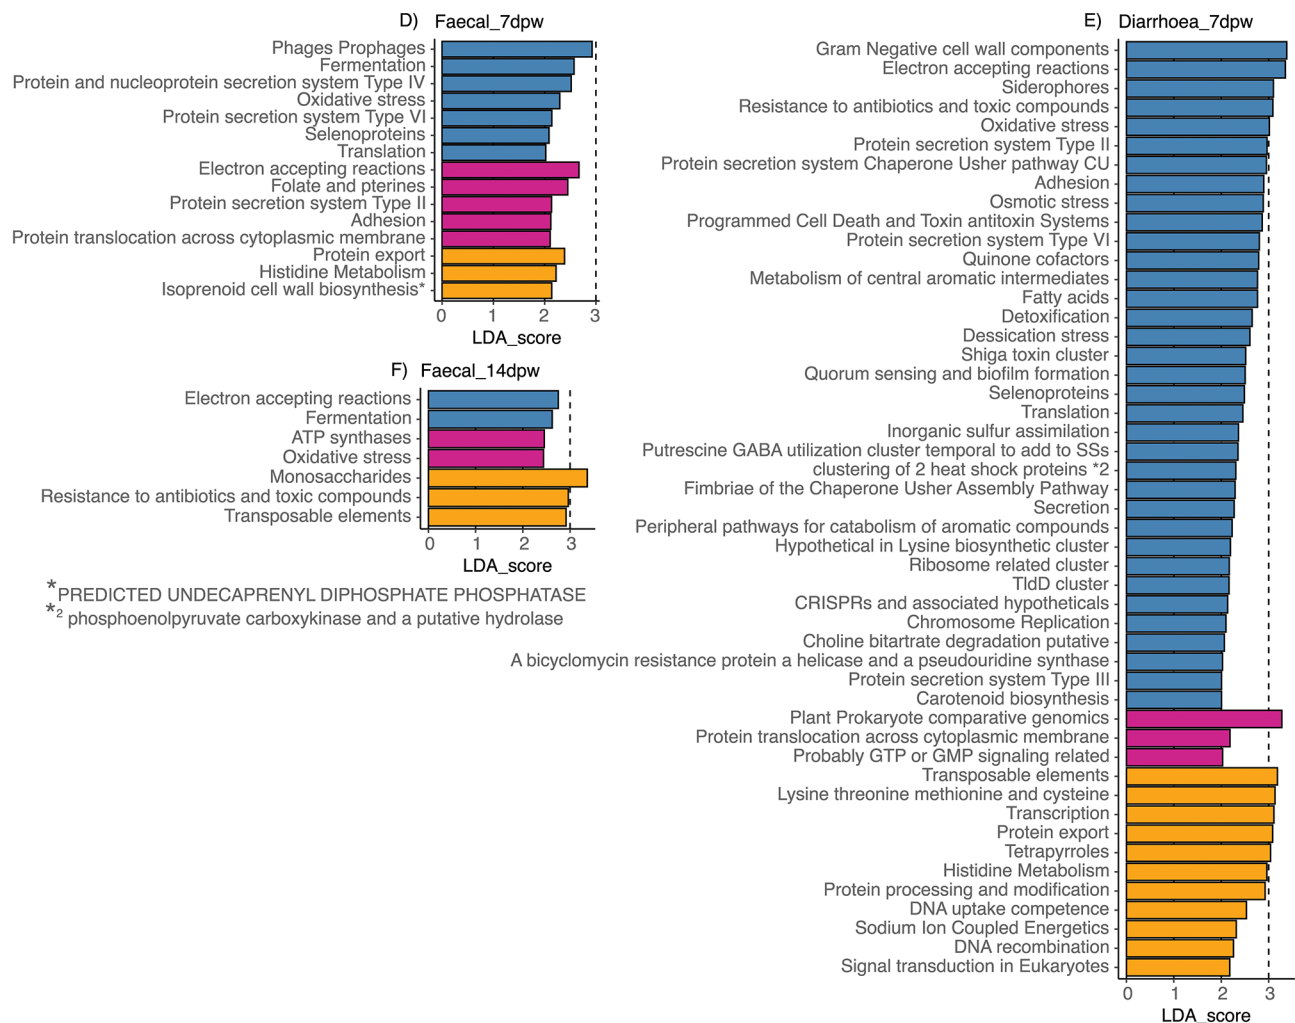 D) Faecal_7dpw
Phages Prophages
Fermentation
Protein and nucleoprotein secretion system Type IV
Oxidative stress
Protein secretion system Type VI
Selenoproteins
Translation
Electron accepting reactions
Folate and pterines
Protein secretion system Type II
Adhesion
Protein translocation across cytoplasmic membrane
Protein export
Histidine Metabolism
Isoprenoid cell wall biosynthesis*
0 1 2 3
LDA_score
F) Faecal_14dpw
Electron accepting reactions
Fermentation
ATP synthases
Oxidative stress
Monosaccharides
Resistance to antibiotics and toxic compounds
Transposable elements
0 1 2 3
LDA_score
*PREDICTED UNDECAPRENYL DIPHOSPHATE PHOSPHATASE
*2 phosphoenolpyruvate carboxykinase and a putative hydrolase
E) Diarrhoea_7dpw
Gram Negative cell wall components
Electron accepting reactions
Siderophores
Resistance to antibiotics and toxic compounds
Oxidative stress
Protein secretion system Type II
Protein secretion system Chaperone Usher pathway CU
Adhesion
Osmotic stress
Programmed Cell Death and Toxin antitoxin Systems
Protein secretion system Type VI
Quinone cofactors
Metabolism of central aromatic intermediates
Fatty acids
Detoxification
Dessication stress
Shiga toxin cluster
Quorum sensing and biofilm formation
Selenoproteins
Translation
Inorganic sulfur assimilation
Putrescine GABA utilization cluster temporal to add to SSs
clustering of 2 heat shock proteins *2
Fimbriae of the Chaperone Usher Assembly Pathway
Secretion
Peripheral pathways for catabolism of aromatic compounds
Hypothetical in Lysine biosynthetic cluster
Ribosome related cluster
TldD cluster
CRISPRs and associated hypotheticals
Chromosome Replication
Choline bitartrate degradation putative
A bicyclomycin resistance protein a helicase and a pseudouridine synthase
Protein secretion system Type III
Carotenoid biosynthesis
Plant Prokaryote comparative genomics
Protein translocation across cytoplasmic membrane
Probably GTP or GMP signaling related
Transposable elements
Lysine threonine methionine and cysteine
Transcription
Protein export
Tetrapyrroles
Histidine Metabolism
Protein processing and modification
DNA uptake competence
Sodium Ion Coupled Energetics
DNA recombination
Signal transduction in Eukaryotes
0 1 2 3
LDA_score